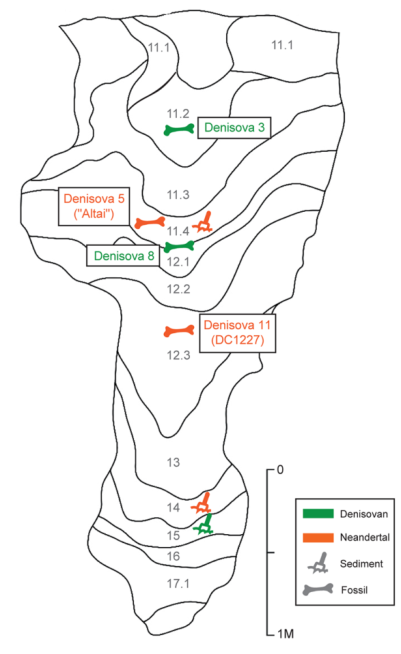 11.1
11.1
11.2
Denisova 3
11.3
Denisova 5
("Altai")
11.4
Denisova 8
12.1
12.2
Denisova 11
(DC1227)
12.3
13
0
14
15
16
17.1
Denisovan
Neandertal
Sediment
Fossil
1M